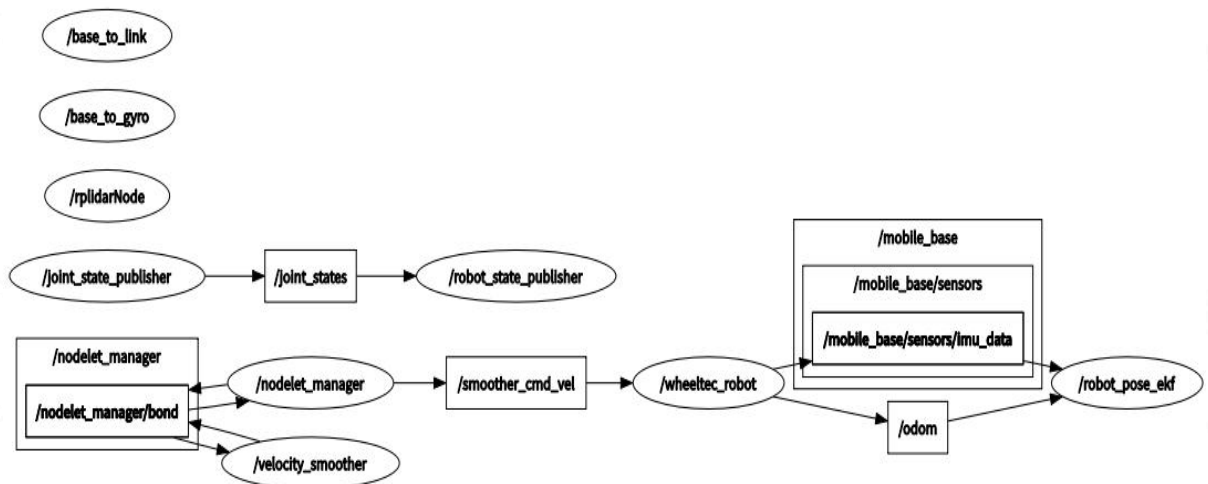 /base_to_link
/base_to_gyro
/rplidarNode
/joint_state_publisher
/joint_states
/robot_state_publisher
/mobile_base
/mobile_base/sensors
/mobile_base/sensors/imu_data
/nodelet_manager
/nodelet_manager/bond
/nodelet_manager
/velocity_smoother
/smoother_cmd_vel
/wheeltec_robot
/odom
/robot_pose_ekf